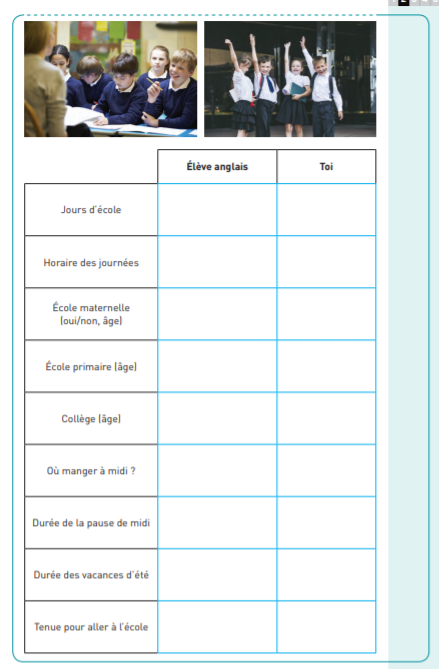 Élève anglais
Toi
Jours d'école
Horaire des journées
École maternelle
(oui/non, âge)
École primaire (âge)
Collège (âge)
Où manger à midi ?
Durée de la pause de midi
Durée des vacances d'été
Tenue pour aller à l'école